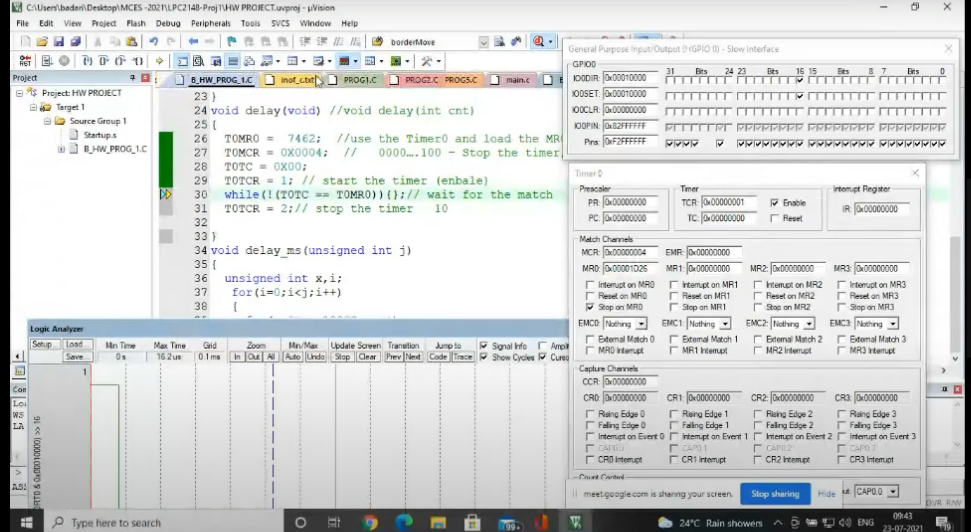 C:\Users\badari\Desktop\MCES -2021\LPC2148-Proj1\HW PROJECT.uvproj - µVision
File Edit View Project Flash Debug Peripherals Tools SVCS Window Help
borderMove
Project
Project: HW PROJECT
Target 1
Source Group 1
Startup.s
B_HW_PROG_1.C
B_HW_PROG_1.C inof_c.txt PROG1.C PROG2.C PROG5.C main.c
23 }
24 void delay(void) //void delay(int cnt)
25 {
26 T0MR0 = 7462; //use the Timer0 and load the MR
27 T0MCR = 0X0004; // 0000....100 - Stop the timer
28 T0TC = 0X00;
29 T0TCR = 1; // start the timer (enbale)
30 while(!(T0TC == T0MR0)){};// wait for the match
31 T0TCR = 2;// stop the timer 10
32
33 }
34 void delay_ms(unsigned int j)
35 {
36 unsigned int x,i;
37 for(i=0;i<j;i++)
38 {
General Purpose Input/Output 0 (GPIO 0) - Slow Interface
GPIO0
31 Bits 24 23 Bits 16 15 Bits 8 7 Bits 0
IO0DIR: 0x00010000
IO0SET: 0x00010000
IO0CLR: 0x00000000
IO0PIN: 0x82FFFFFF
Pins: 0xF2FFFFFF
Timer 0
Prescaler Timer Interrupt Register
PR: 0x00000000 TCR: 0x00000001 Enable IR: 0x00000000
PC: 0x00000000 TC: 0x00000000 Reset
Match Channels
MCR: 0x00000004 EMR: 0x00000000
MR0: 0x00001D26 MR1: 0x00000000 MR2: 0x00000000 MR3: 0x00000000
Interrupt on MR0 Interrupt on MR1 Interrupt on MR2 Interrupt on MR3
Reset on MR0 Reset on MR1 Reset on MR2 Reset on MR3
Stop on MR0 Stop on MR1 Stop on MR2 Stop on MR3
EMC0: Nothing EMC1: Nothing EMC2: Nothing EMC3: Nothing
External Match 0 External Match 1 External Match 2 External Match 3
MR0 Interrupt MR1 Interrupt MR2 Interrupt MR3 Interrupt
Capture Channels
CCR: 0x00000000
CR0: 0x00000000 CR1: 0x00000000 CR2: 0x00000000 CR3: 0x00000000
Rising Edge 0 Rising Edge 1 Rising Edge 2 Rising Edge 3
Falling Edge 0 Falling Edge 1 Falling Edge 2 Falling Edge 3
Interrupt on Event 0 Interrupt on Event 1 Interrupt on Event 2 Interrupt on Event 3
CAP0.0 CAP0.1 CAP0.2 CAP0.3
CR0 Interrupt CR1 Interrupt CR2 Interrupt CR3 Interrupt
Count Control
CAP0.0
Logic Analyzer
Setup Load... Min Time Max Time Grid Zoom Min/Max Update Screen Transition Jump to Signal Info Ampli
Save... 0 s 16.2 us 0.1 ms In Out All Auto Undo Stop Clear Prev Next Code Trace Show Cycles Curso
1
PORT0 & 0x00010000) >> 16
meet.google.com is sharing your screen. Stop sharing Hide
Type here to search
99+
24°C Rain showers
ENG
09:43
23-07-2021